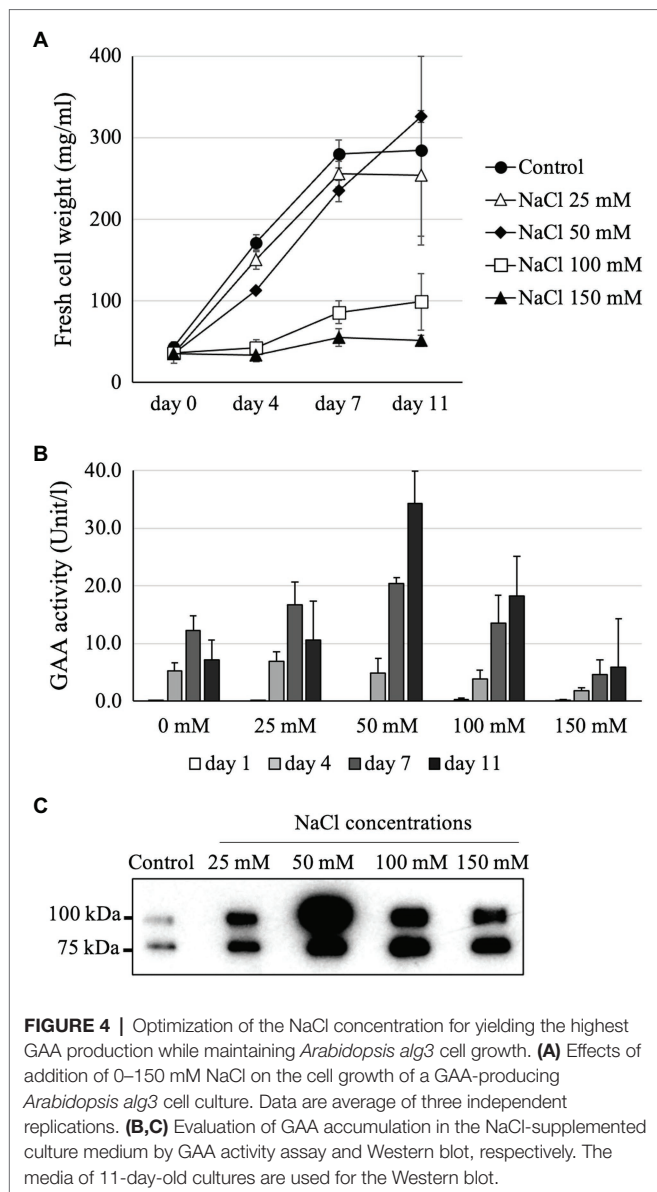 A
Fresh cell weight (mg/ml)
400
300
200
100
0
day 0 day 4 day 7 day 11
Control
NaCl 25 mM
NaCl 50 mM
NaCl 100 mM
NaCl 150 mM
B
GAA activity (Unit/l)
40.0
30.0
20.0
10.0
0.0
0 mM 25 mM 50 mM 100 mM 150 mM
day 1 day 4 day 7 day 11
C
NaCl concentrations
Control 25 mM 50 mM 100 mM 150 mM
100 kDa
75 kDa
FIGURE 4 | Optimization of the NaCl concentration for yielding the highest
GAA production while maintaining Arabidopsis alg3 cell growth. (A) Effects of
addition of 0–150 mM NaCl on the cell growth of a GAA-producing
Arabidopsis alg3 cell culture. Data are average of three independent
replications. (B,C) Evaluation of GAA accumulation in the NaCl-supplemented
culture medium by GAA activity assay and Western blot, respectively. The
media of 11-day-old cultures are used for the Western blot.